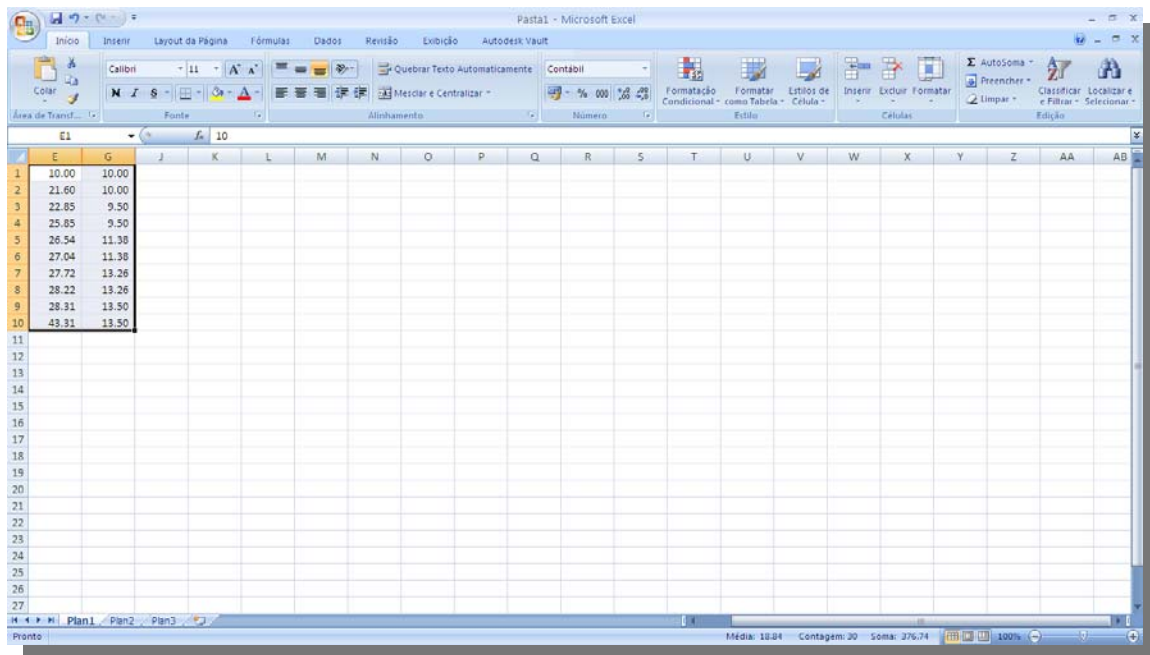 Pasta1 - Microsoft Excel
Início Inserir Layout da Página Fórmulas Dados Revisão Exibição Autodesk Vault
Colar
Calibri 11
N I S
Quebrar Texto Automaticamente
Mesclar e Centralizar
Contábil
% 000
Formatação Condicional
Formatar como Tabela
Estilos de Célula
Inserir Excluir Formatar
Σ AutoSoma
Preencher
Limpar
Classificar e Filtrar
Localizar e Selecionar
Área de Transf... Fonte Alinhamento Número Estilo Células Edição
E1 fx 10
E G J K L M N O P Q R S T U V W X Y Z AA AB
1 10.00 10.00
2 21.60 10.00
3 22.85 9.50
4 25.85 9.50
5 26.54 11.38
6 27.04 11.38
7 27.72 13.26
8 28.22 13.26
9 28.31 13.50
10 43.31 13.50
11
12
13
14
15
16
17
18
19
20
21
22
23
24
25
26
27
Plan1 Plan2 Plan3
Pronto Média: 18.84 Contagem: 30 Soma: 376.74 100%